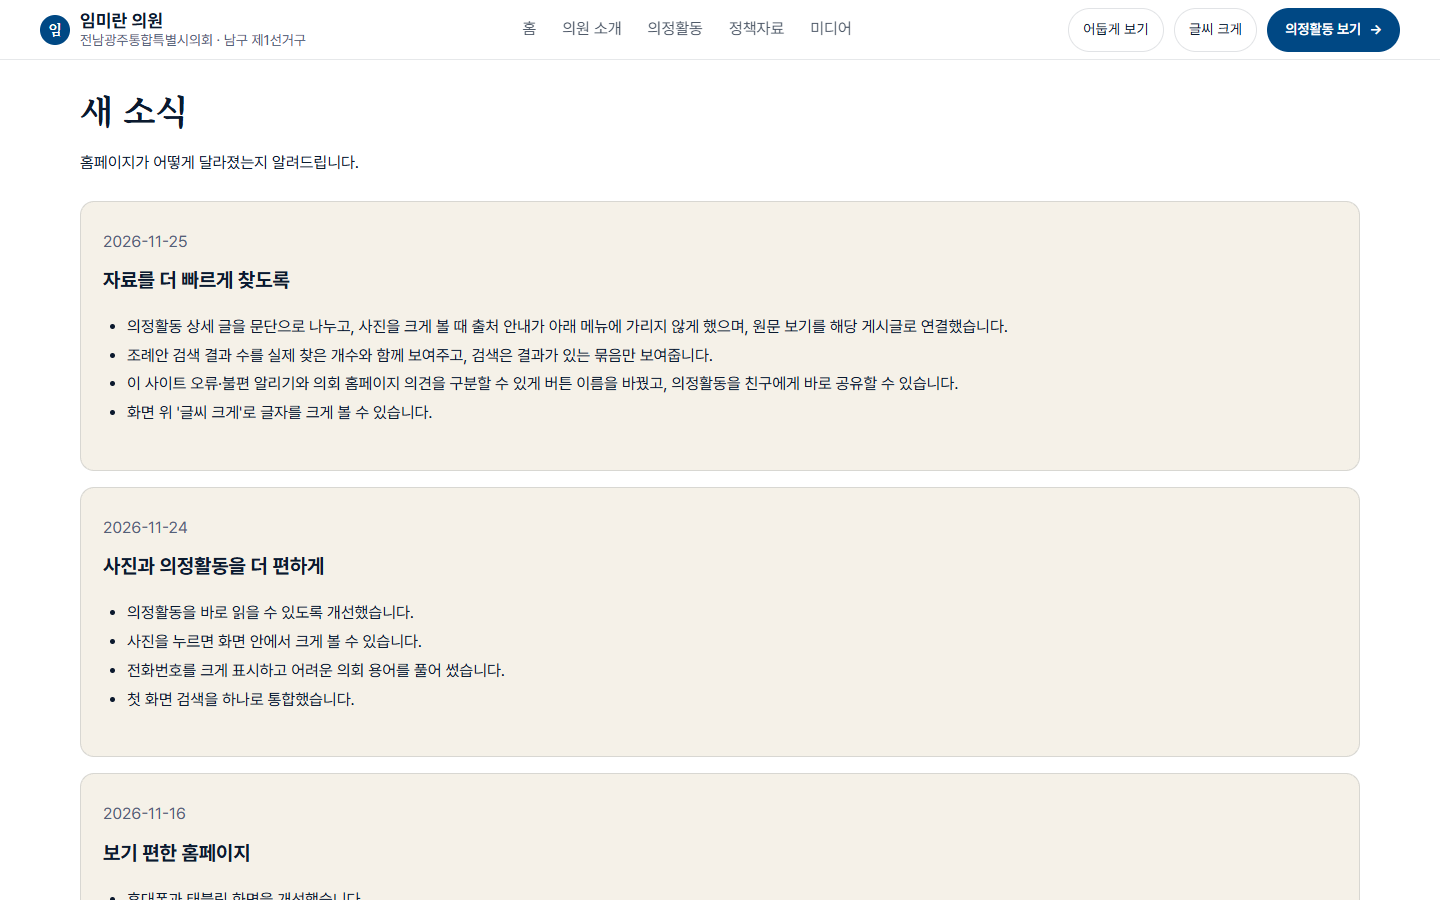 임
임미란 의원
전남광주통합특별시의회 · 남구 제1선거구
홈
의원 소개
의정활동
정책자료
미디어
어둡게 보기
글씨 크게
의정활동 보기 →
새 소식
홈페이지가 어떻게 달라졌는지 알려드립니다.
2026-11-25
자료를 더 빠르게 찾도록
• 의정활동 상세 글을 문단으로 나누고, 사진을 크게 볼 때 출처 안내가 아래 메뉴에 가리지 않게 했으며, 원문 보기를 해당 게시글로 연결했습니다.
• 조례안 검색 결과 수를 실제 찾은 개수와 함께 보여주고, 검색은 결과가 있는 묶음만 보여줍니다.
• 이 사이트 오류·불편 알리기와 의회 홈페이지 의견을 구분할 수 있게 버튼 이름을 바꿨고, 의정활동을 친구에게 바로 공유할 수 있습니다.
• 화면 위 '글씨 크게'로 글자를 크게 볼 수 있습니다.
2026-11-24
사진과 의정활동을 더 편하게
• 의정활동을 바로 읽을 수 있도록 개선했습니다.
• 사진을 누르면 화면 안에서 크게 볼 수 있습니다.
• 전화번호를 크게 표시하고 어려운 의회 용어를 풀어 썼습니다.
• 첫 화면 검색을 하나로 통합했습니다.
2026-11-16
보기 편한 홈페이지
• 휴대폰과 태블릿 화면을 개선했습니다.